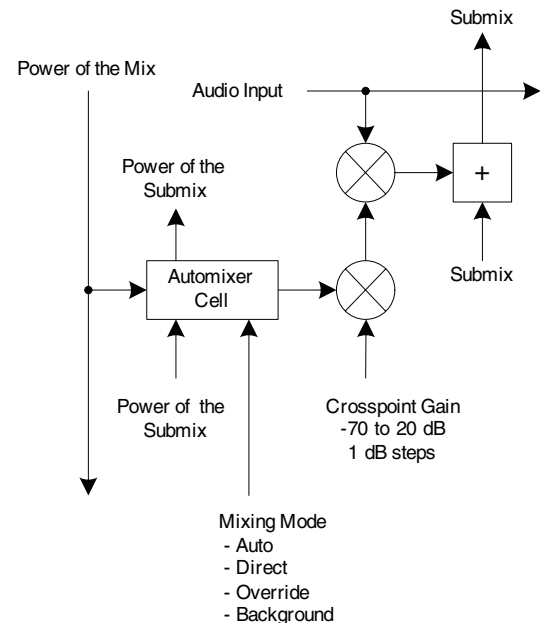 Submix
Power of the Mix
Audio Input
Power of the
Submix
+
Automixer
Cell
Submix
Power of the
Submix
Crosspoint Gain
-70 to 20 dB
1 dB steps
Mixing Mode
- Auto
- Direct
- Override
- Background